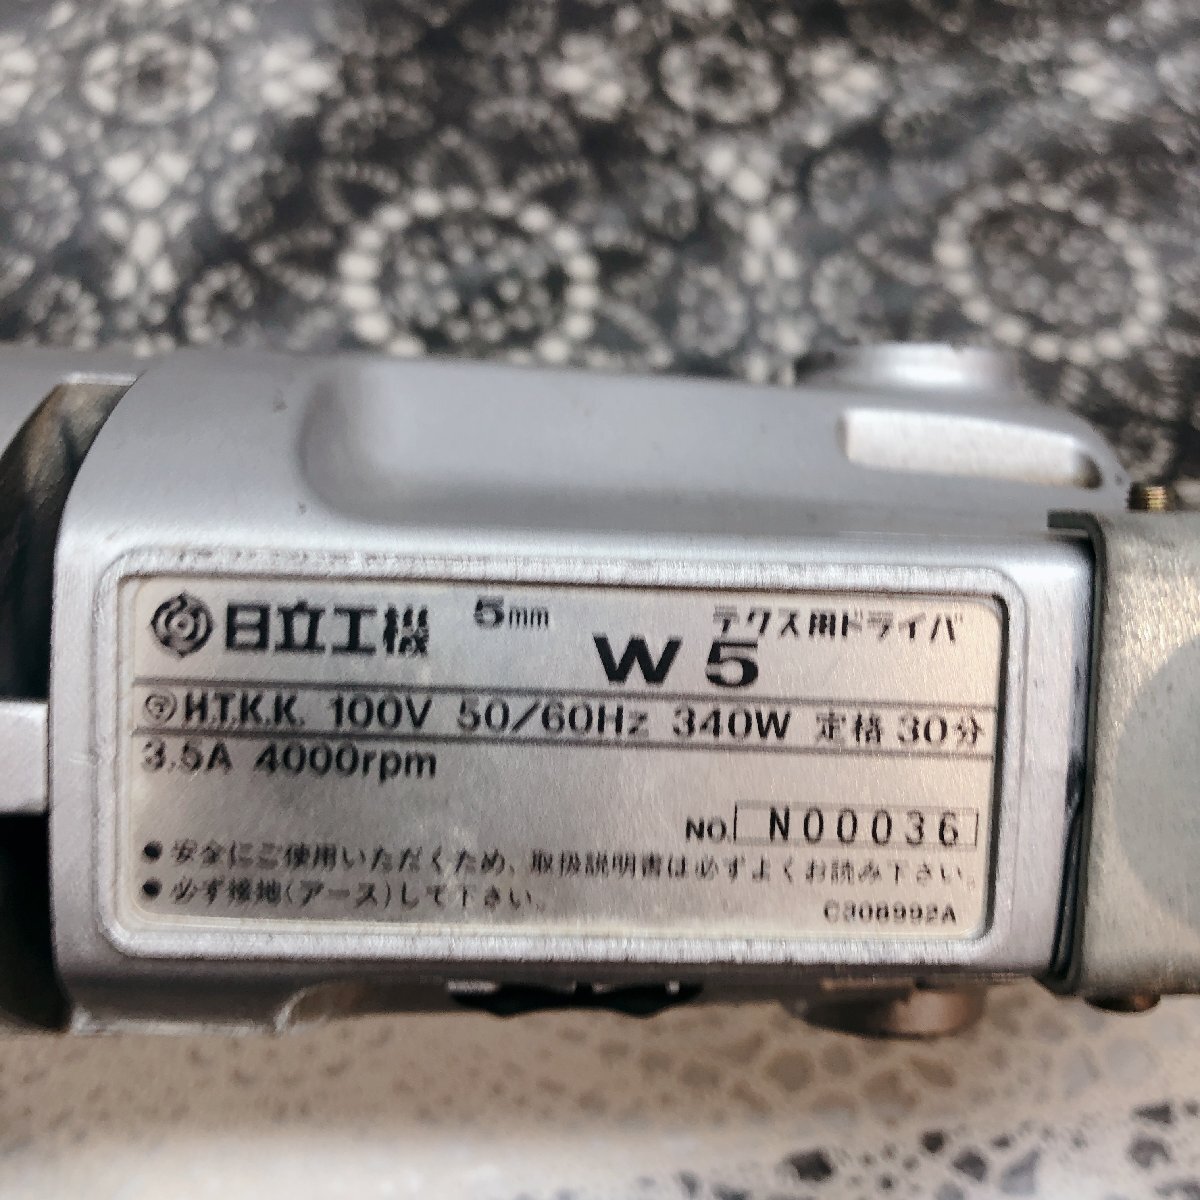 日立工機 5mm テクス用ドライバ
W5
〒H.T.K.K. 100V 50/60Hz 340W 定格 30分
3.5A 4000rpm
NO. N00036
●安全にご使用いただくため、取扱説明書は必ずよくお読み下さい。
●必ず接地(アース)して下さい。
C308992A